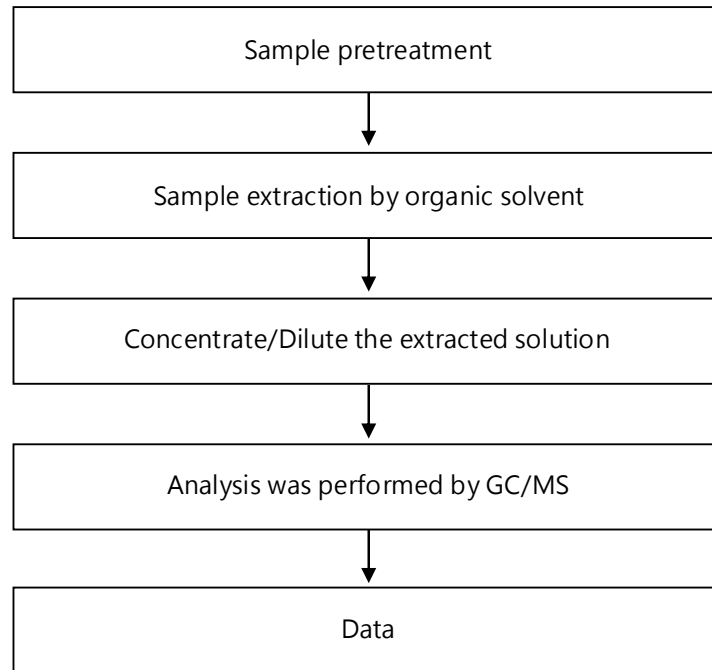 Sample pretreatment
Sample extraction by organic solvent
Concentrate/Dilute the extracted solution
Analysis was performed by GC/MS
Data